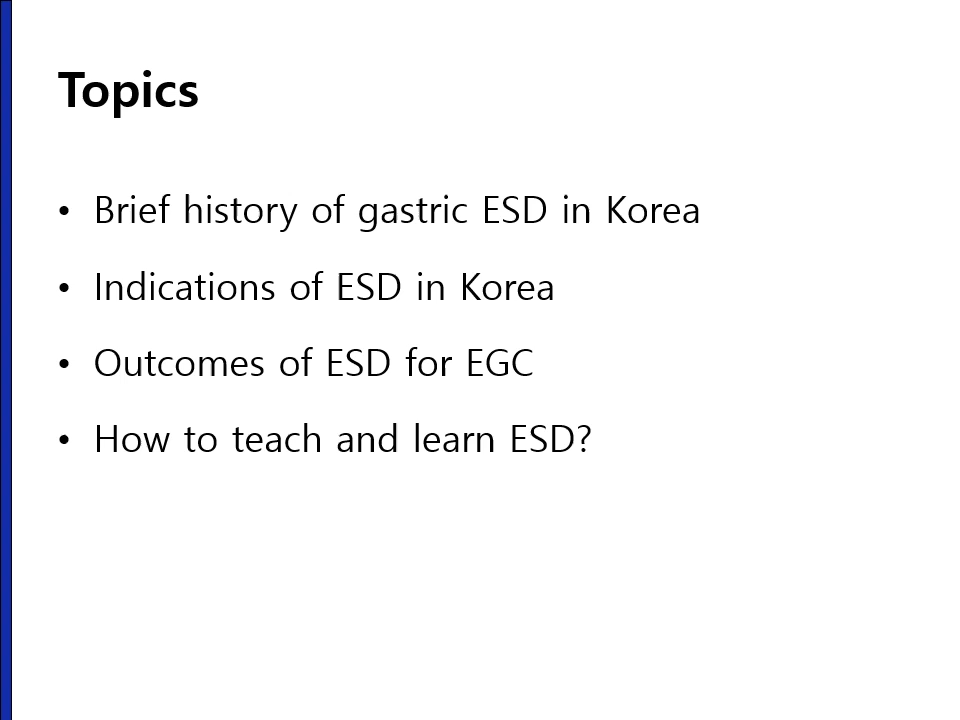 Topics
• Brief history of gastric ESD in Korea
• Indications of ESD in Korea
• Outcomes of ESD for EGC
• How to teach and learn ESD?